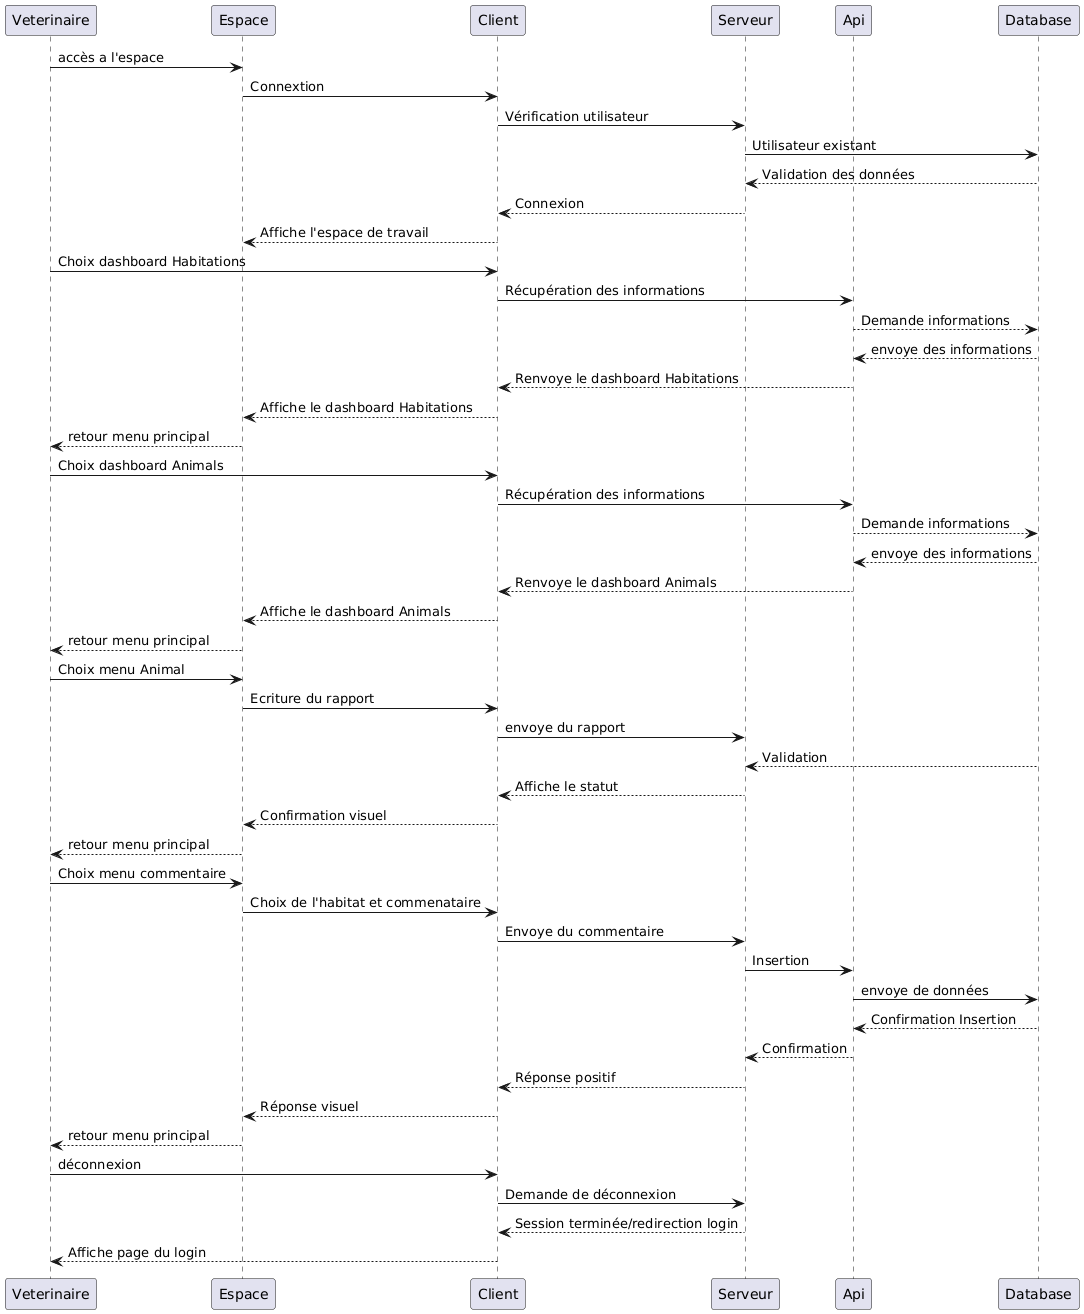 Veterinaire Espace Client Serveur Api Database
accès a l'espace
Connextion
Vérification utilisateur
Utilisateur existant
Validation des données
Connexion
Affiche l'espace de travail
Choix dashboard Habitations
Récupération des informations
Demande informations
envoye des informations
Renvoye le dashboard Habitations
Affiche le dashboard Habitations
retour menu principal
Choix dashboard Animals
Récupération des informations
Demande informations
envoye des informations
Renvoye le dashboard Animals
Affiche le dashboard Animals
retour menu principal
Choix menu Animal
Ecriture du rapport
envoye du rapport
Validation
Affiche le statut
Confirmation visuel
retour menu principal
Choix menu commentaire
Choix de l'habitat et commenataire
Envoye du commentaire
Insertion
envoye de données
Confirmation Insertion
Confirmation
Réponse positif
Réponse visuel
retour menu principal
déconnexion
Demande de déconnexion
Session terminée/redirection login
Affiche page du login
Veterinaire Espace Client Serveur Api Database